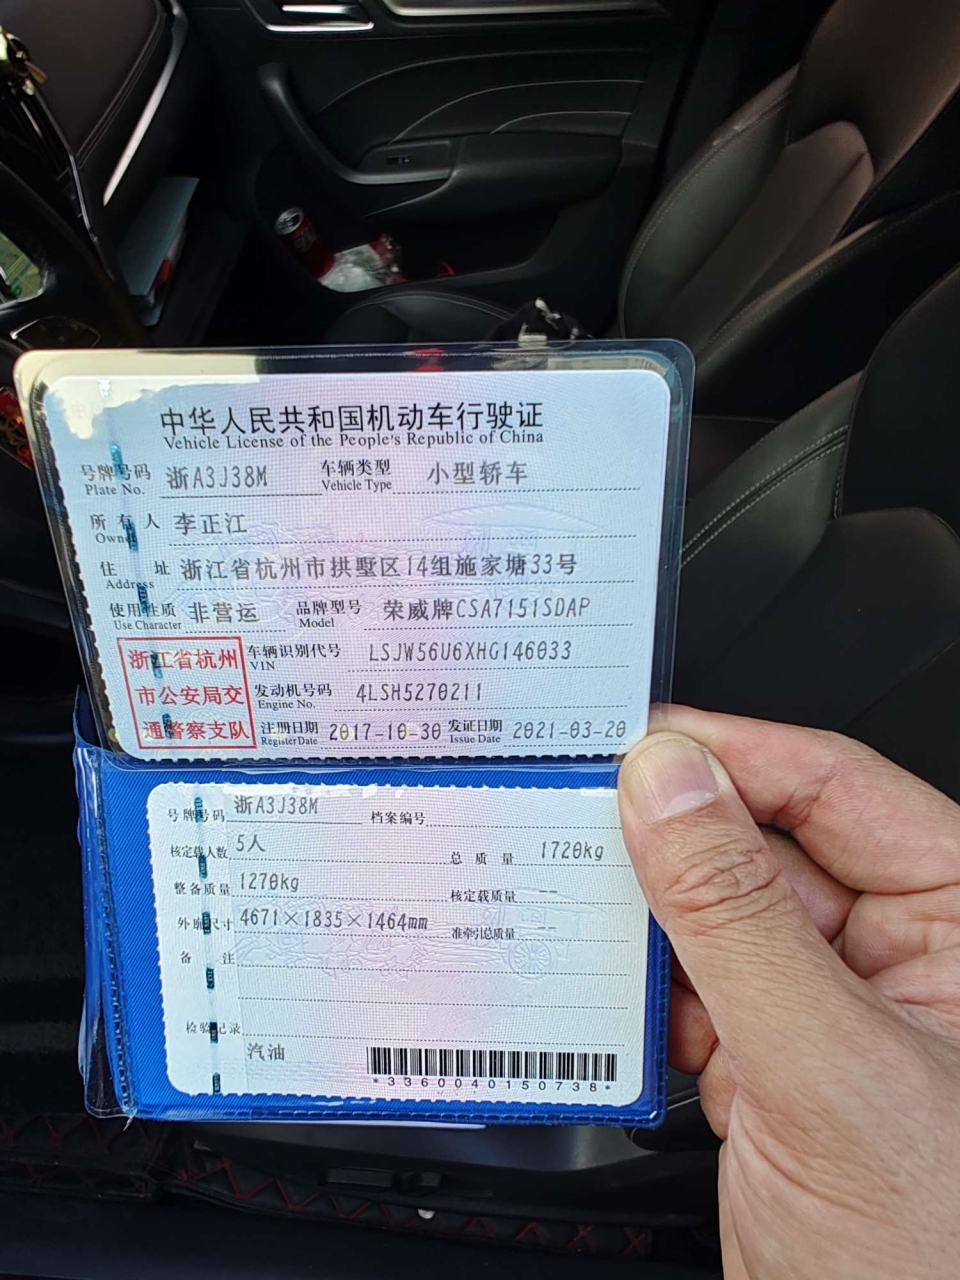 中华人民共和国机动车行驶证
Vehicle License of the People's Republic of China
号牌号码 浙A3J38M 车辆类型 小型轿车
Plate No. Vehicle Type
所有人 李正江
Owner
住址 浙江省杭州市拱墅区14组施家塘33号
Address
使用性质 非营运 品牌型号 荣威牌CSA7151SDAP
Use Character Model
浙江省杭州
市公安局交
通警察支队
车辆识别代号 LSJW56U6XHG146033
VIN
发动机号码 4LSH5270211
Engine No.
注册日期 2017-10-30 发证日期 2021-03-20
Register Date Issue Date
号牌号码 浙A3J38M 档案编号
核定载人数 5人 总质量 1720kg
整备质量 1270kg 核定载质量 --
外廓尺寸 4671×1835×1464mm 准牵引总质量 --
备注
检验记录
汽油
*3360040150738*